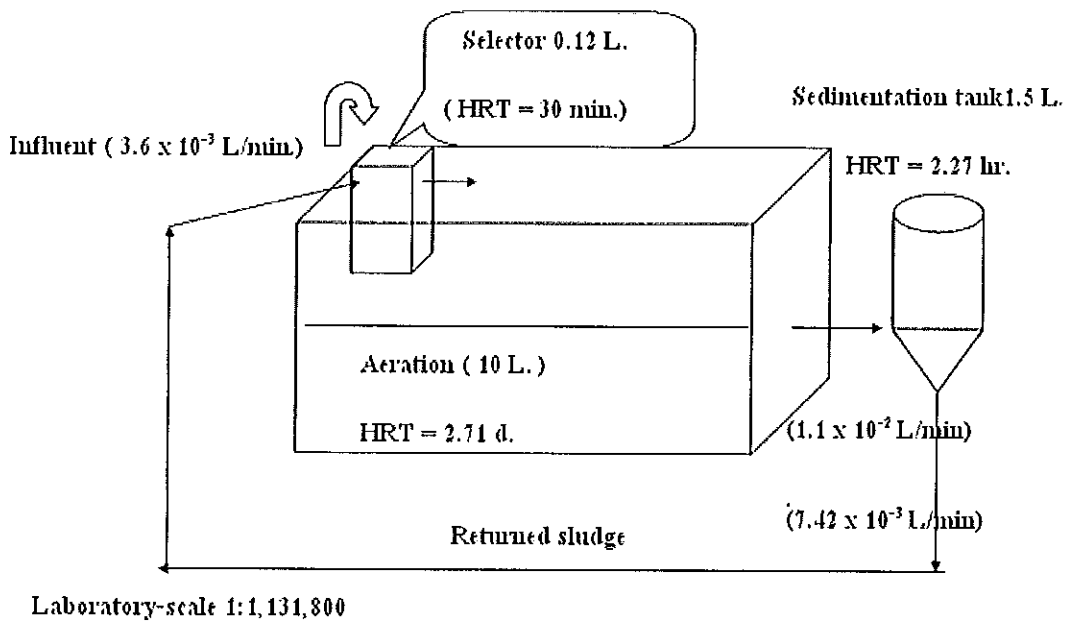 Selector 0.12 L.
( HRT = 30 min.)
Sedimentation tank1.5 L.
Influent ( 3.6 x 10⁻³ L/min.)
HRT = 2.27 hr.
Aeration ( 10 L. )
HRT = 2.71 d.
(1.1 x 10⁻² L/min)
(7.42 x 10⁻³ L/min)
Returned sludge
Laboratory-scale 1:1,131,800